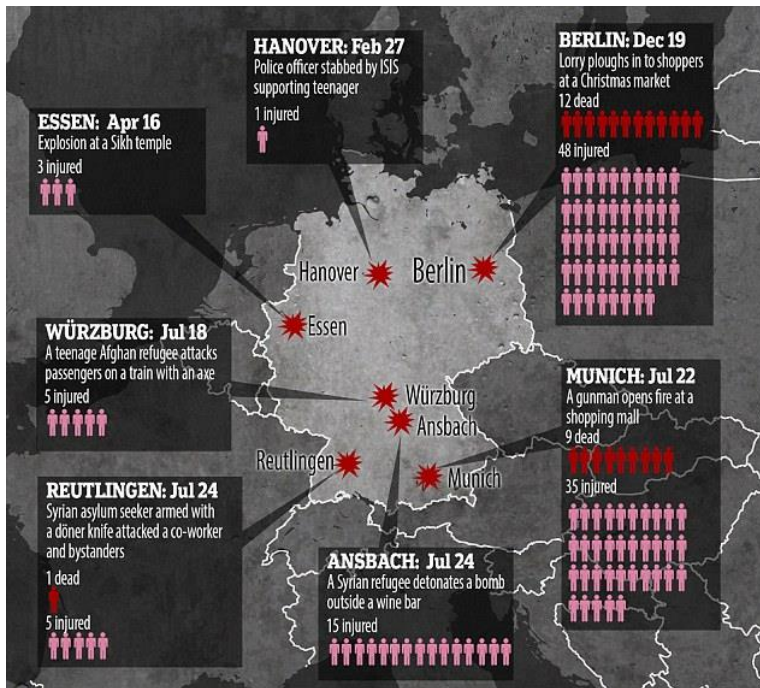 HANOVER: Feb 27
Police officer stabbed by ISIS
supporting teenager
1 injured
BERLIN: Dec 19
Lorry ploughs in to shoppers
at a Christmas market
12 dead
48 injured
ESSEN: Apr 16
Explosion at a Sikh temple
3 injured
Hanover
Berlin
Essen
WÜRZBURG: Jul 18
A teenage Afghan refugee attacks
passengers on a train with an axe
5 injured
Würzburg
Ansbach
MUNICH: Jul 22
A gunman opens fire at a
shopping mall
9 dead
35 injured
Reutlingen
Munich
REUTLINGEN: Jul 24
Syrian asylum seeker armed with
a döner knife attacked a co-worker
and bystanders
1 dead
5 injured
ANSBACH: Jul 24
A Syrian refugee detonates a bomb
outside a wine bar
15 injured